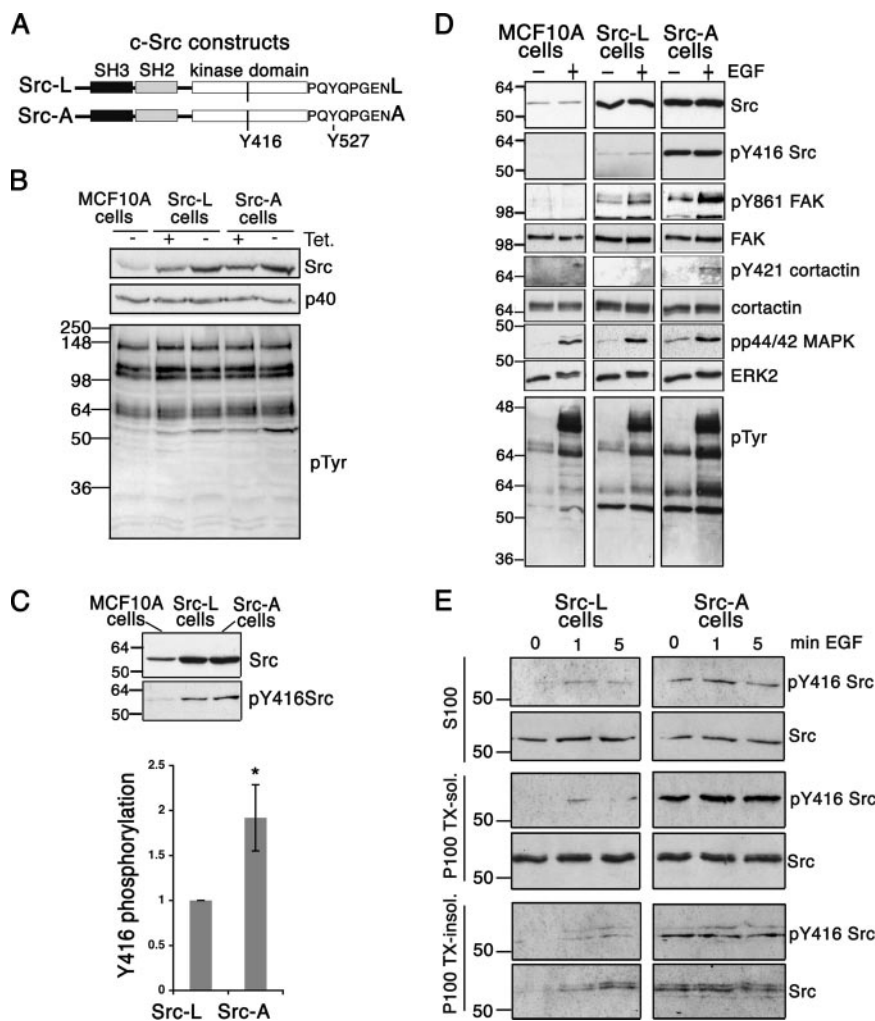 A
c-Src constructs
SH3 SH2 kinase domain
Src-L PQYQPGENL
Src-A PQYQPGENA
Y416 Y527
B
MCF10A cells Src-L cells Src-A cells
- + - + - Tet.
Src
p40
250
148
98
64
50
36
pTyr
C
MCF10A cells Src-L cells Src-A cells
64
50
Src
64
50
pY416Src
Y416 phosphorylation
2.5
2
1.5
1
0.5
0
*
Src-L Src-A
D
MCF10A cells Src-L cells Src-A cells
– + – + – + EGF
64
50
Src
64
50
pY416 Src
98
pY861 FAK
98
FAK
64
pY421 cortactin
64
cortactin
50
pp44/42 MAPK
50
ERK2
48
64
50
36
pTyr
E
Src-L cells Src-A cells
0 1 5 0 1 5 min EGF
S100
50
pY416 Src
50
Src
P100 TX-sol.
50
pY416 Src
50
Src
P100 TX-insol.
50
pY416 Src
50
Src